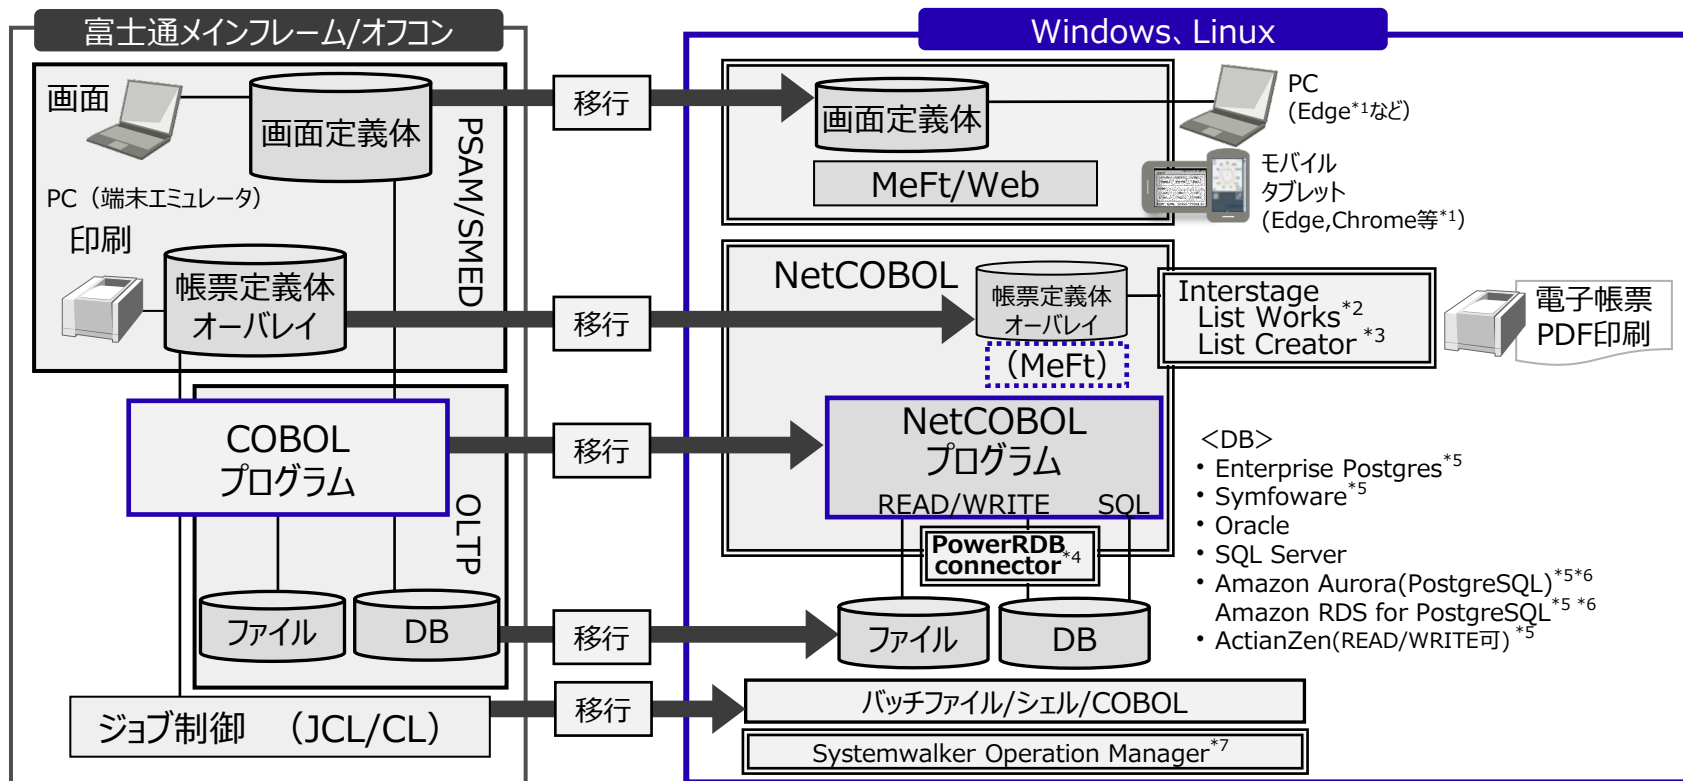 富士通メインフレーム/オフコン
画面
画面定義体
PSAM/SMED
PC（端末エミュレータ）
印刷
帳票定義体
オーバレイ
COBOL
プログラム
OLTP
ファイル
DB
ジョブ制御　（JCL/CL）
移行
移行
移行
移行
移行
Windows、Linux
画面定義体
MeFt/Web
PC
(Edge*1など)
モバイル
タブレット
(Edge,Chrome等*1)
NetCOBOL
帳票定義体
オーバレイ
（MeFt）
Interstage
List Works*2
List Creator*3
電子帳票
PDF印刷
NetCOBOL
プログラム
READ/WRITE SQL
PowerRDB
connector*4
ファイル
DB
＜DB＞
・Enterprise Postgres*5
・Symfoware*5
・Oracle
・SQL Server
・Amazon Aurora(PostgreSQL)*5*6
Amazon RDS for PostgreSQL*5 *6
・ActianZen(READ/WRITE可)*5
バッチファイル/シェル/COBOL
Systemwalker Operation Manager*7